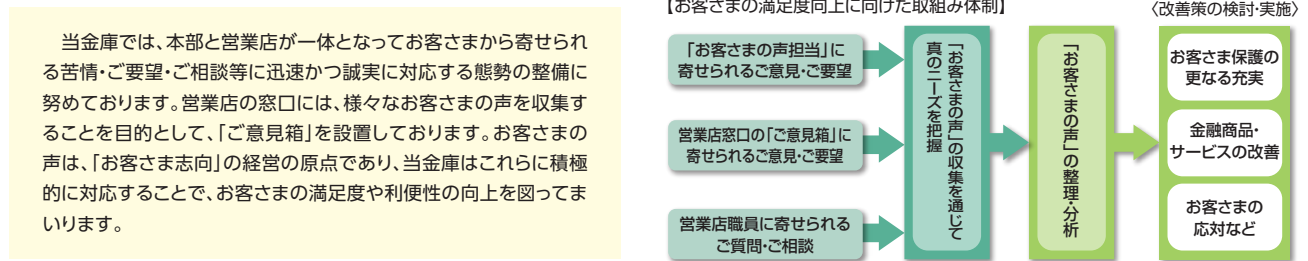 当金庫では、本部と営業店が一体となってお客さまから寄せられ
る苦情・ご要望・ご相談等に迅速かつ誠実に対応する態勢の整備に
努めております。営業店の窓口には、様々なお客さまの声を収集す
ることを目的として、「ご意見箱」を設置しております。お客さまの
声は、「お客さま志向」の経営の原点であり、当金庫はこれらに積極
的に対応することで、お客さまの満足度や利便性の向上を図ってま
いります。
【お客さまの満足度向上に向けた取組み体制】
「お客さまの声担当」に
寄せられるご意見・ご要望
営業店窓口の「ご意見箱」に
寄せられるご意見・ご要望
営業店職員に寄せられる
ご質問・ご相談
「お客さまの声」の収集を通じて
真のニーズを把握
「お客さまの声」の整理・分析
〈改善策の検討・実施〉
お客さま保護の
更なる充実
金融商品・
サービスの改善
お客さまの
応対など